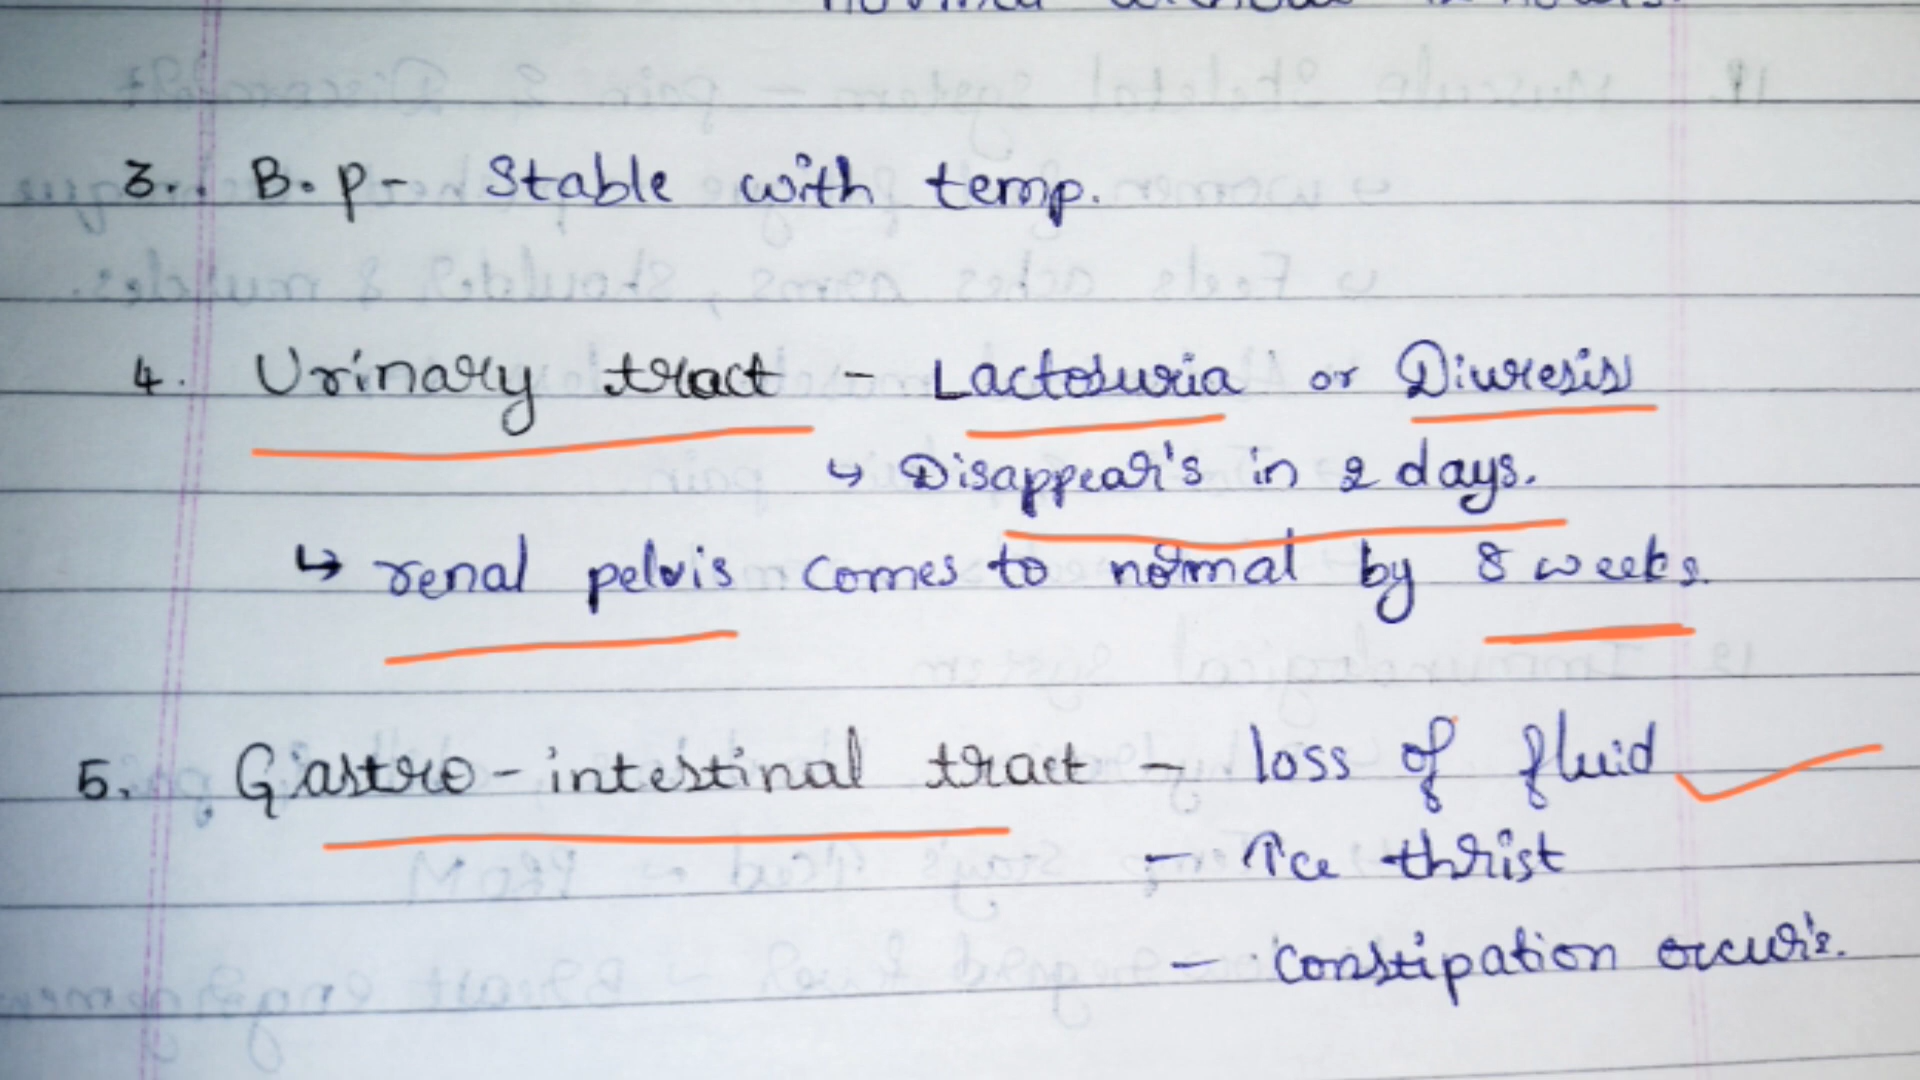 3. B.p - Stable with temp.
4. Urinary tract - Lactosuria or Diuresis
↳ Disappear's in 2 days.
↳ renal pelvis comes to normal by 8 weeks.
5. Gastro-intestinal tract - loss of fluid
- ↑ce thrist
- constipation occur's.